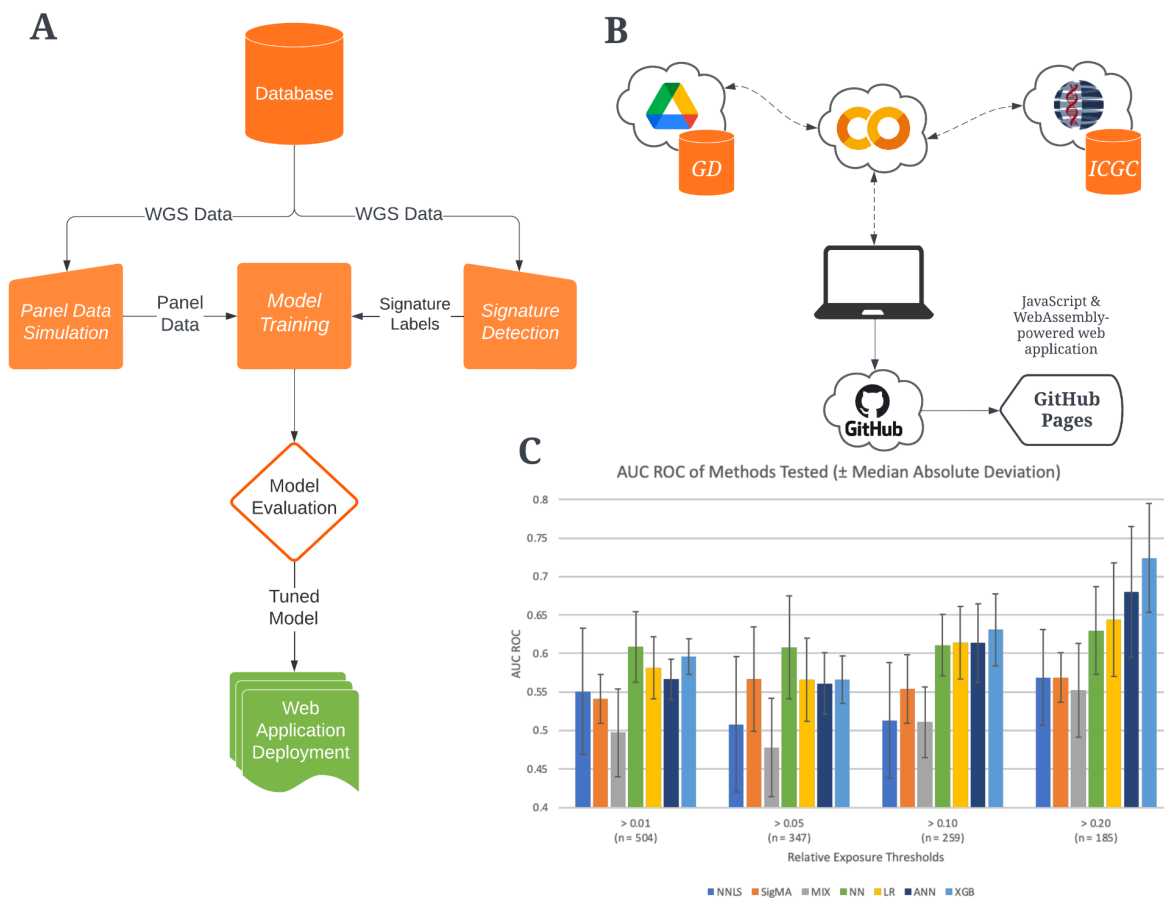 A
Database
WGS Data
WGS Data
Panel Data
Simulation
Panel
Data
Model
Training
Signature
Labels
Signature
Detection
Model
Evaluation
Tuned
Model
Web
Application
Deployment
B
GD
ICGC
JavaScript &
WebAssembly-
powered web
application
GitHub
GitHub
Pages
C
AUC ROC of Methods Tested (± Median Absolute Deviation)
AUC ROC
0.8
0.75
0.7
0.65
0.6
0.55
0.5
0.45
0.4
> 0.01
(n = 504)
> 0.05
(n = 347)
> 0.10
(n = 259)
> 0.20
(n = 185)
Relative Exposure Thresholds
NNLS SigMA MIX NN LR ANN XGB